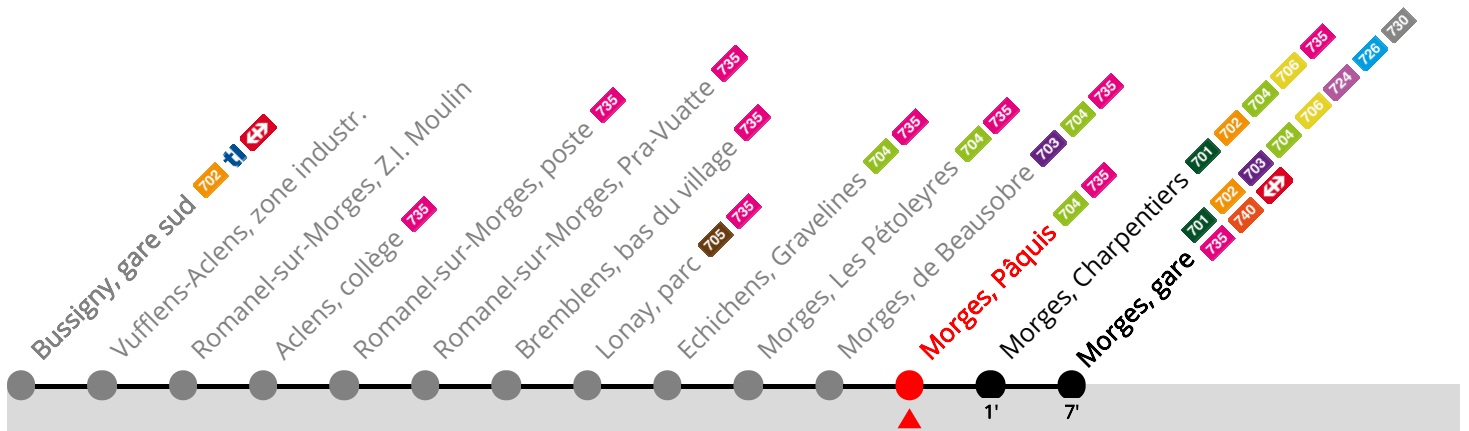 Bussigny, gare sud 702 tl
Vufflens-Aclens, zone industr.
Romanel-sur-Morges, Z.I. Moulin
Aclens, collège 735
Romanel-sur-Morges, poste 735
Romanel-sur-Morges, Pra-Vuatte 735
Bremblens, bas du village 735
Lonay, parc 705 735
Echichens, Gravelines 704 735
Morges, Les Pétoleyres 704 735
Morges, de Beausobre 703 704 735
Morges, Pâquis 704 735
Morges, Charpentiers 701 702 704 706 735
Morges, gare 701 702 703 704 706 724 726 730
735 740
1'
7'